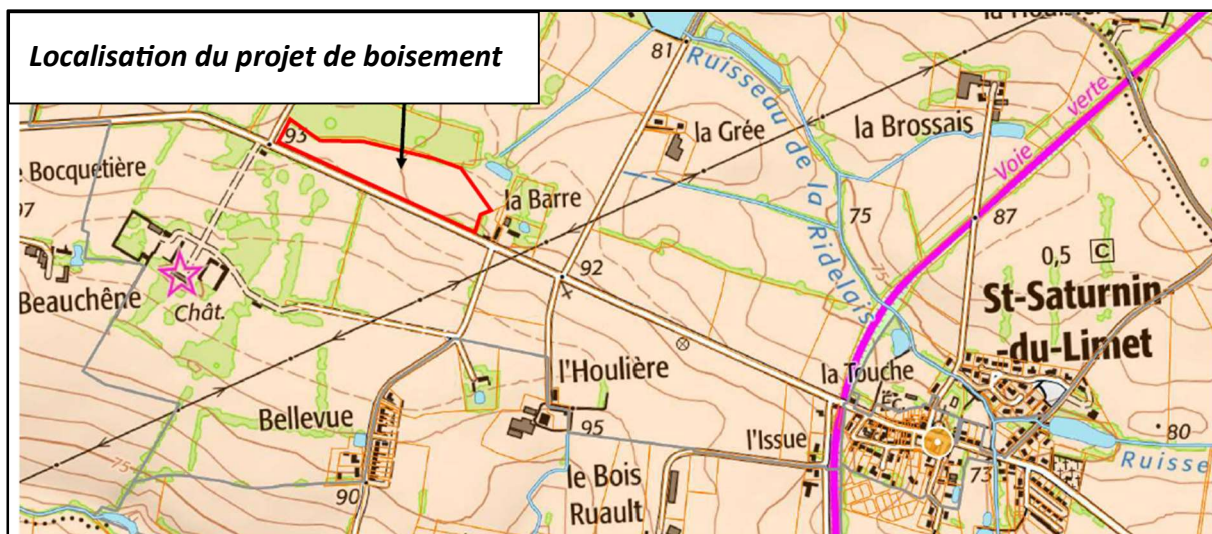 Localisation du projet de boisement
81
Ruisseau de la Ridelais
la Grée
la Brossais
Voie verte
93
Bocquetière
97
la Barre
75
87
Beauchêne
Chât.
92
75
0,5 C
St-Saturnin
-du-Limet
l'Houlière
la Touche
Bellevue
95
l'Issue
75
90
le Bois
Ruault
73
80
Ruisse